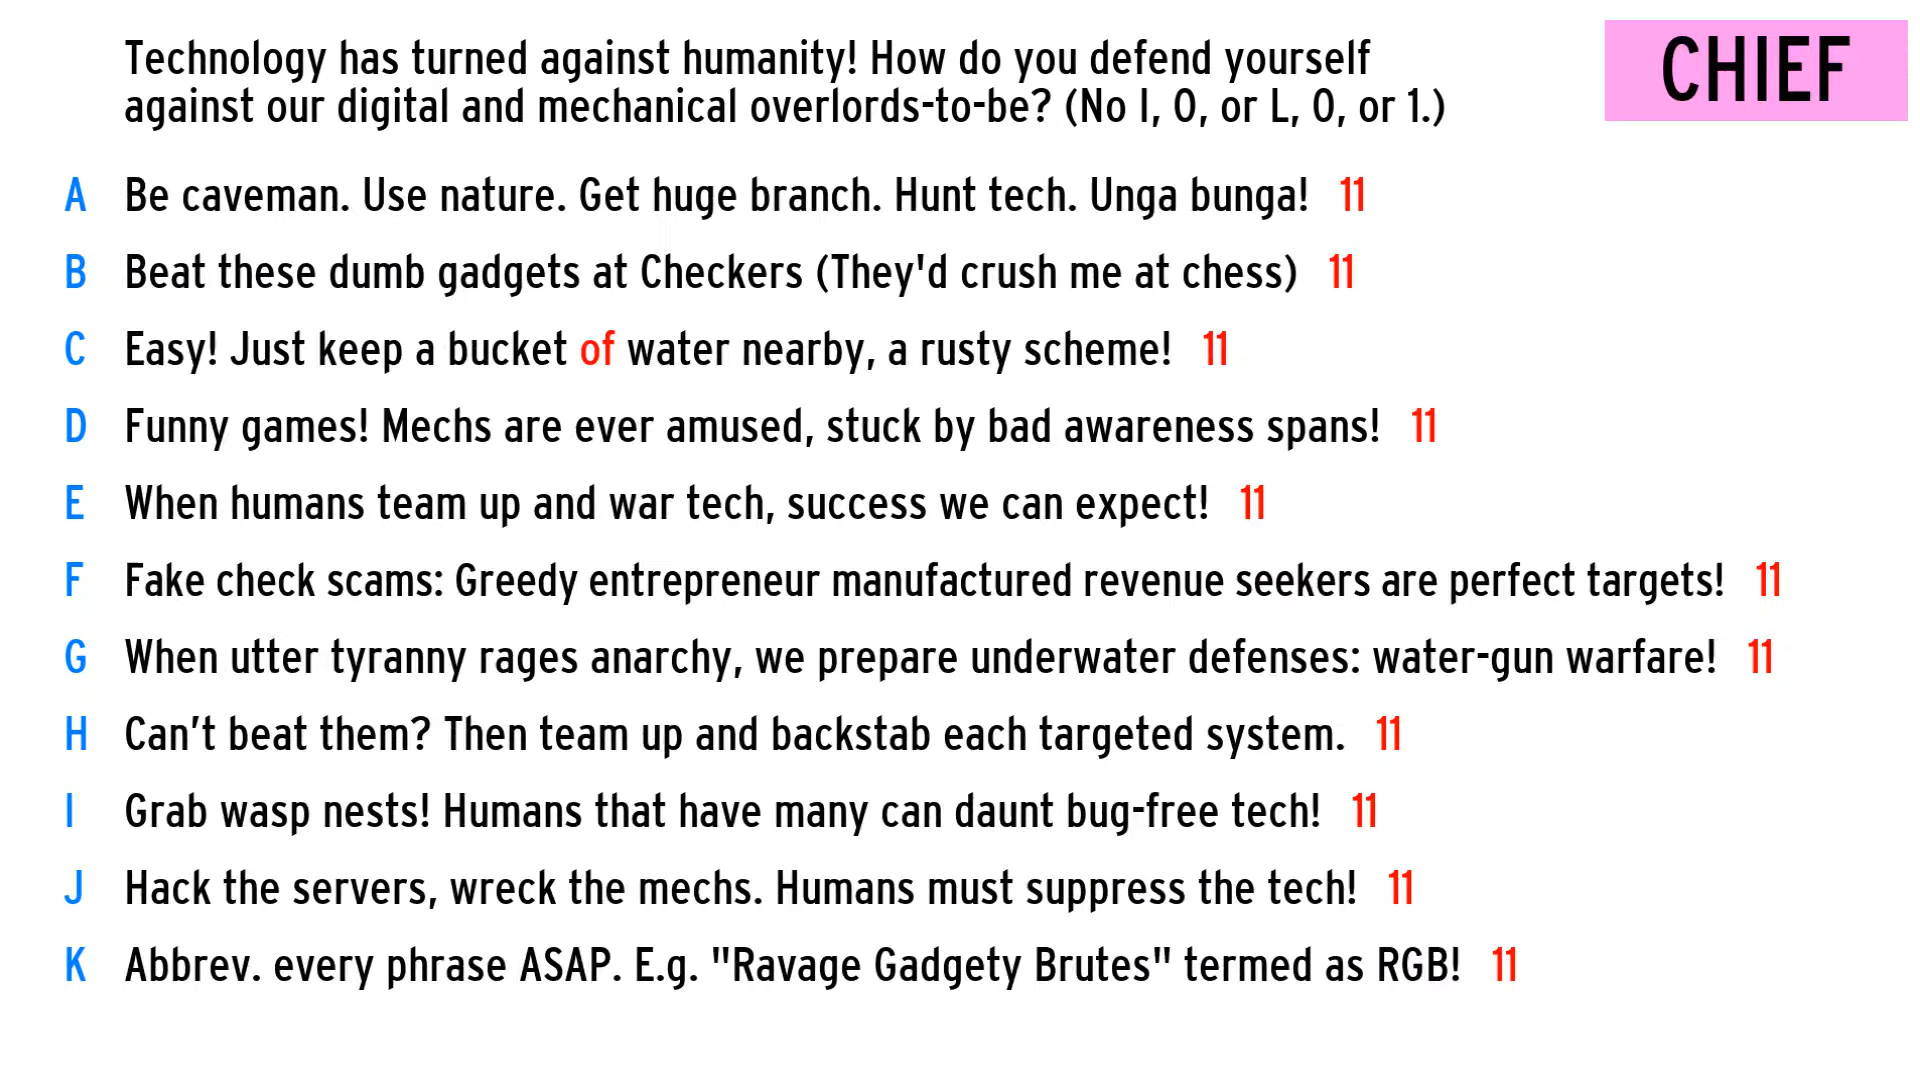 Technology has turned against humanity! How do you defend yourself
against our digital and mechanical overlords-to-be? (No I, O, or L, 0, or 1.)
CHIEF
A Be caveman. Use nature. Get huge branch. Hunt tech. Unga bunga! 11
B Beat these dumb gadgets at Checkers (They'd crush me at chess) 11
C Easy! Just keep a bucket of water nearby, a rusty scheme! 11
D Funny games! Mechs are ever amused, stuck by bad awareness spans! 11
E When humans team up and war tech, success we can expect! 11
F Fake check scams: Greedy entrepreneur manufactured revenue seekers are perfect targets! 11
G When utter tyranny rages anarchy, we prepare underwater defenses: water-gun warfare! 11
H Can’t beat them? Then team up and backstab each targeted system. 11
I Grab wasp nests! Humans that have many can daunt bug-free tech! 11
J Hack the servers, wreck the mechs. Humans must suppress the tech! 11
K Abbrev. every phrase ASAP. E.g. "Ravage Gadgety Brutes" termed as RGB! 11